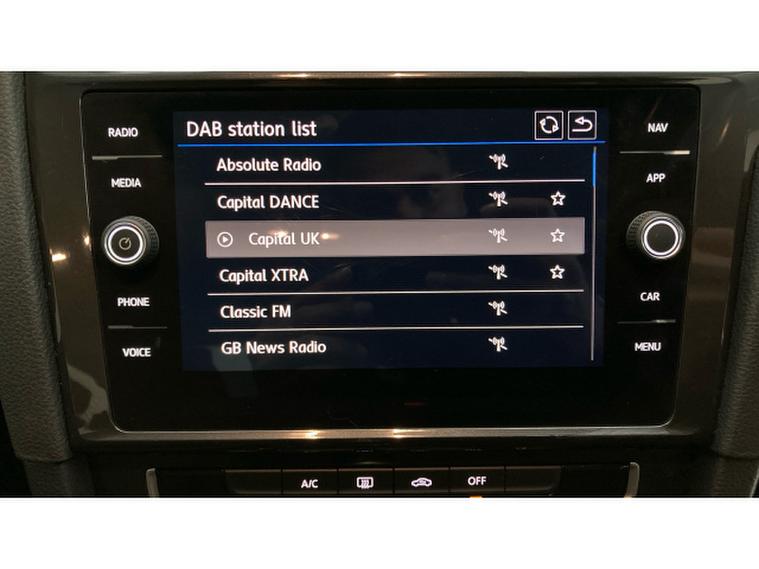 DAB station list
RADIO
NAV
Absolute Radio
MEDIA
APP
Capital DANCE
Capital UK
Capital XTRA
PHONE
CAR
Classic FM
VOICE
GB News Radio
MENU
A/C
OFF